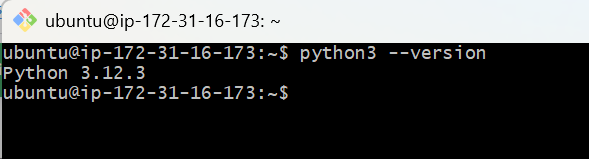 ubuntu@ip-172-31-16-173: ~
ubuntu@ip-172-31-16-173:~$ python3 --version
Python 3.12.3
ubuntu@ip-172-31-16-173:~$